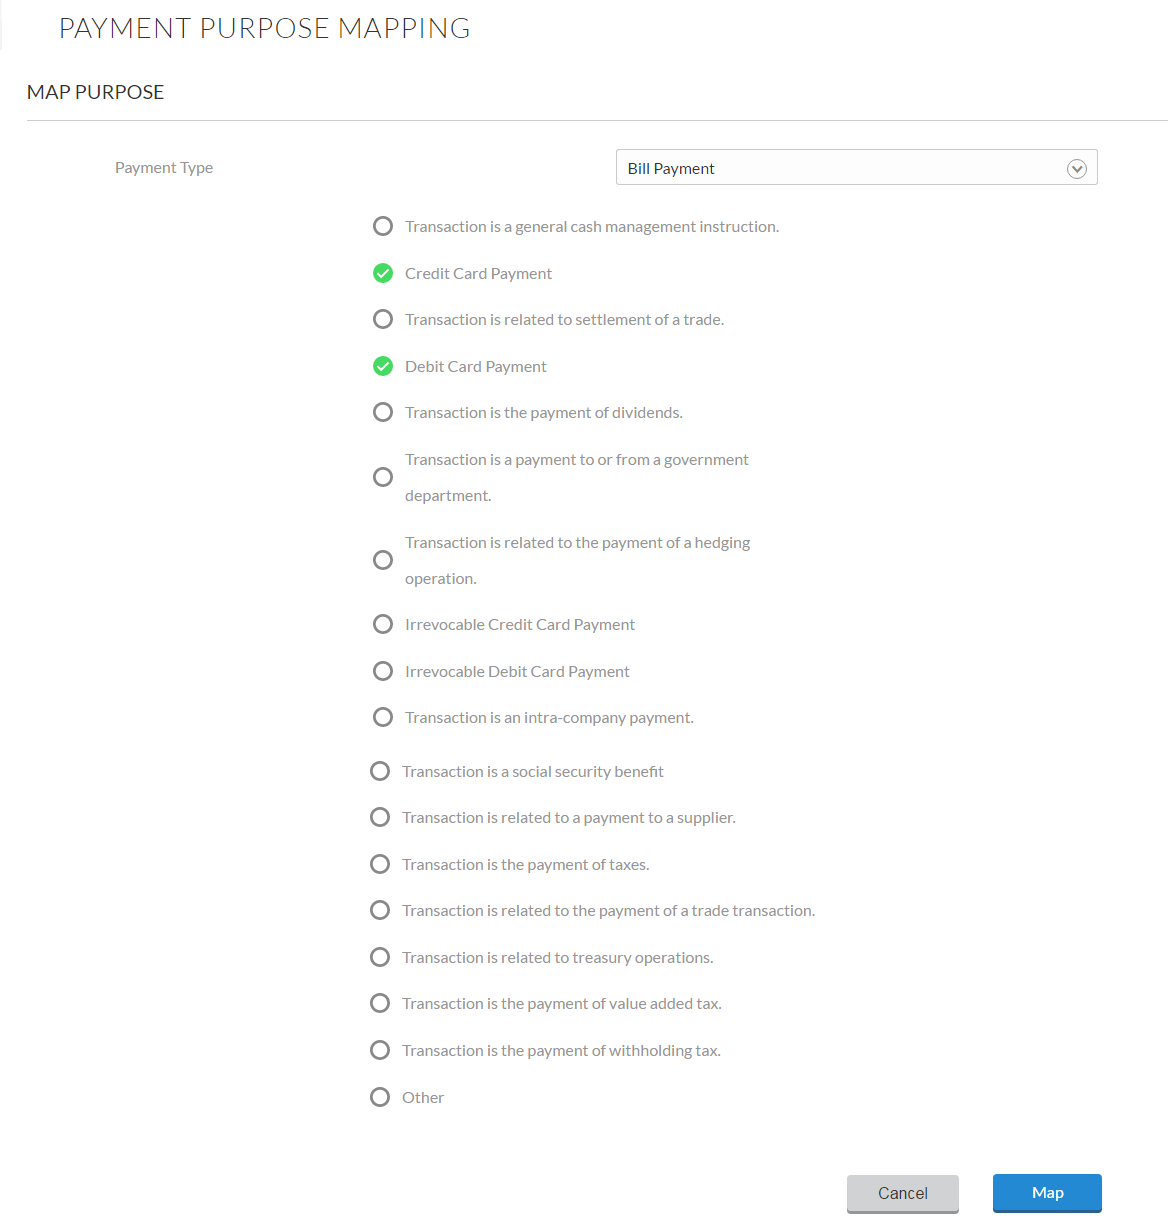 PAYMENT PURPOSE MAPPING
MAP PURPOSE
Payment Type
Bill Payment
Transaction is a general cash management instruction.
Credit Card Payment
Transaction is related to settlement of a trade.
Debit Card Payment
Transaction is the payment of dividends.
Transaction is a payment to or from a government
department.
Transaction is related to the payment of a hedging
operation.
Irrevocable Credit Card Payment
Irrevocable Debit Card Payment
Transaction is an intra-company payment.
Transaction is a social security benefit
Transaction is related to a payment to a supplier.
Transaction is the payment of taxes.
Transaction is related to the payment of a trade transaction.
Transaction is related to treasury operations.
Transaction is the payment of value added tax.
Transaction is the payment of withholding tax.
Other
Cancel
Map